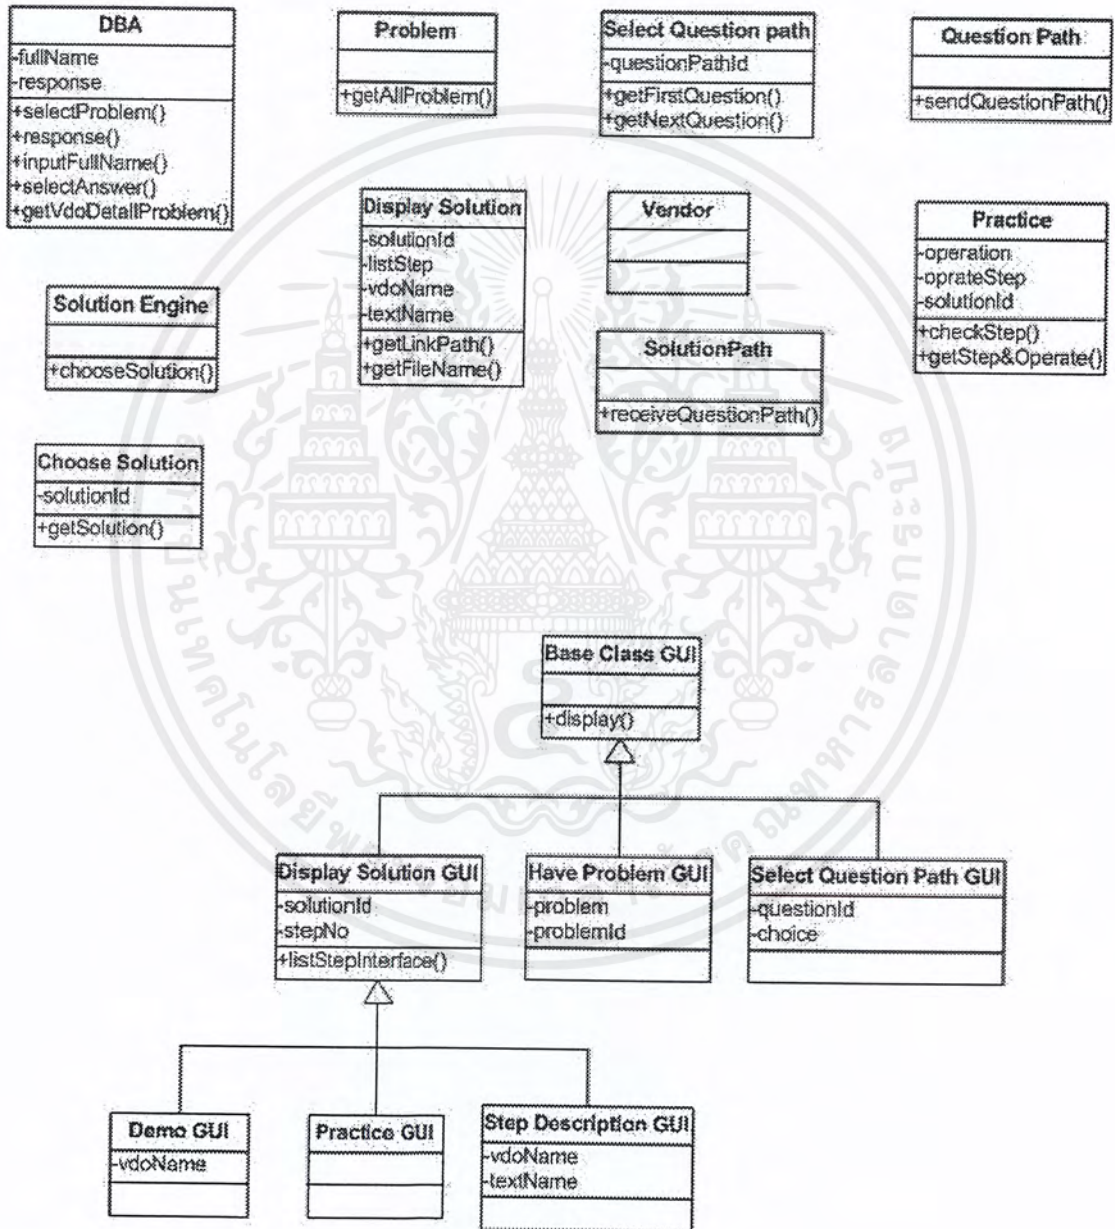 DBA
-fullName
-response
+selectProblem()
+response()
+inputFullName()
+selectAnswer()
+getVdoDetailProblem()
Problem
+getAllProblem()
Select Question path
-questionPathId
+getFirstQuestion()
+getNextQuestion()
Question Path
+sendQuestionPath()
Solution Engine
+chooseSolution()
Display Solution
-solutionId
-listStep
-vdoName
-textName
+getLinkPath()
+getFileName()
Vendor
SolutionPath
+receiveQuestionPath()
Practice
-operation
-oprateStep
-solutionId
+checkStep()
+getStep&Operate()
Choose Solution
-solutionId
+getSolution()
Base Class GUI
+display()
Display Solution GUI
-solutionId
-stepNo
+listStepInterface()
Have Problem GUI
-problem
-problemId
Select Question Path GUI
-questionId
-choice
Demo GUI
-vdoName
Practice GUI
Step Description GUI
-vdoName
-textName